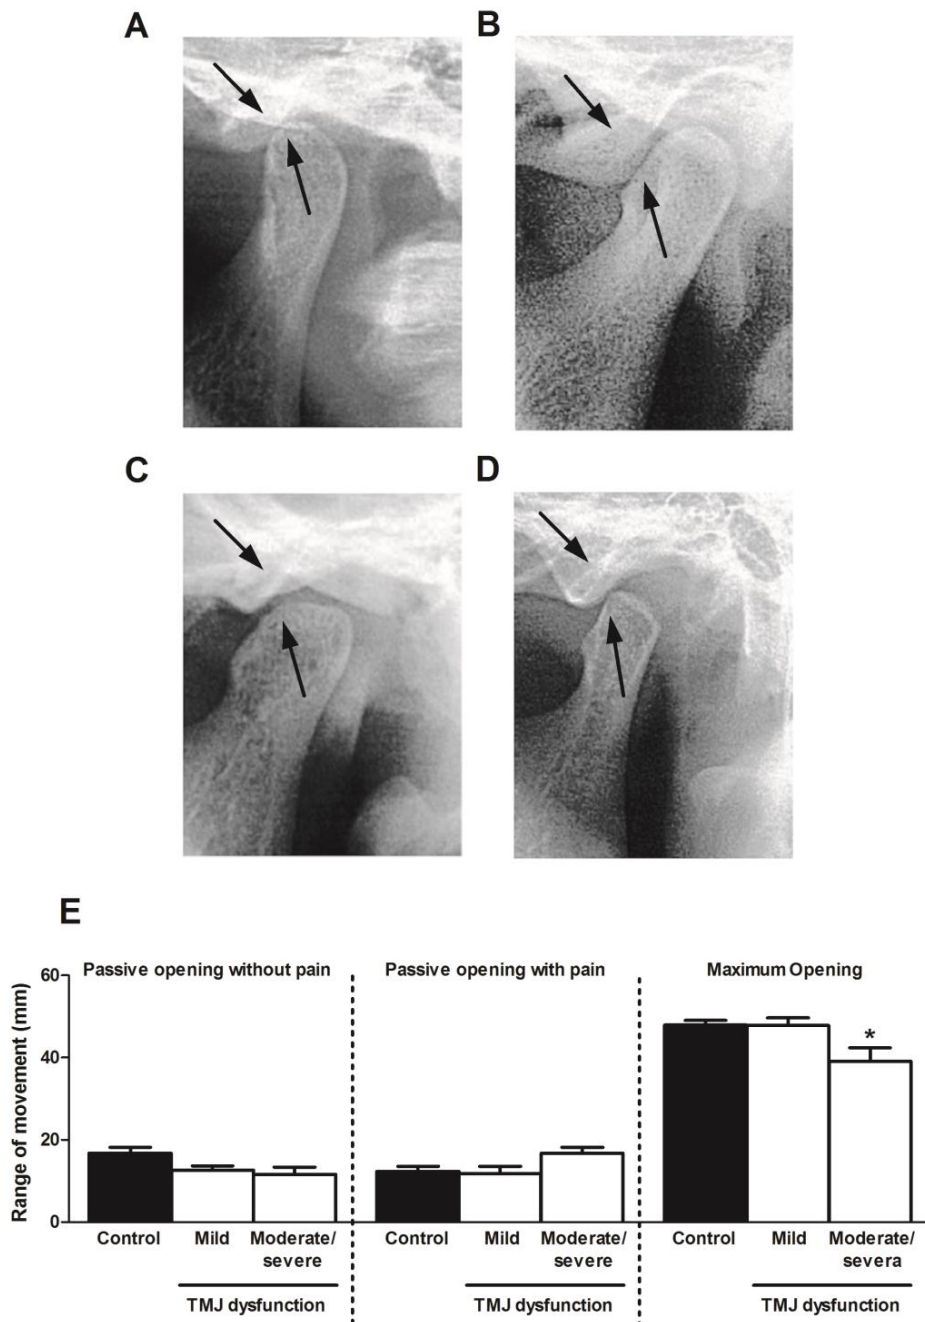 A
B
C
D
E
Passive opening without pain
Passive opening with pain
Maximum Opening
Range of movement (mm)
60
40
20
0
*
Control
Mild
Moderate/
severe
Control
Mild
Moderate/
severe
Control
Mild
Moderate/
severa
TMJ dysfunction
TMJ dysfunction
TMJ dysfunction